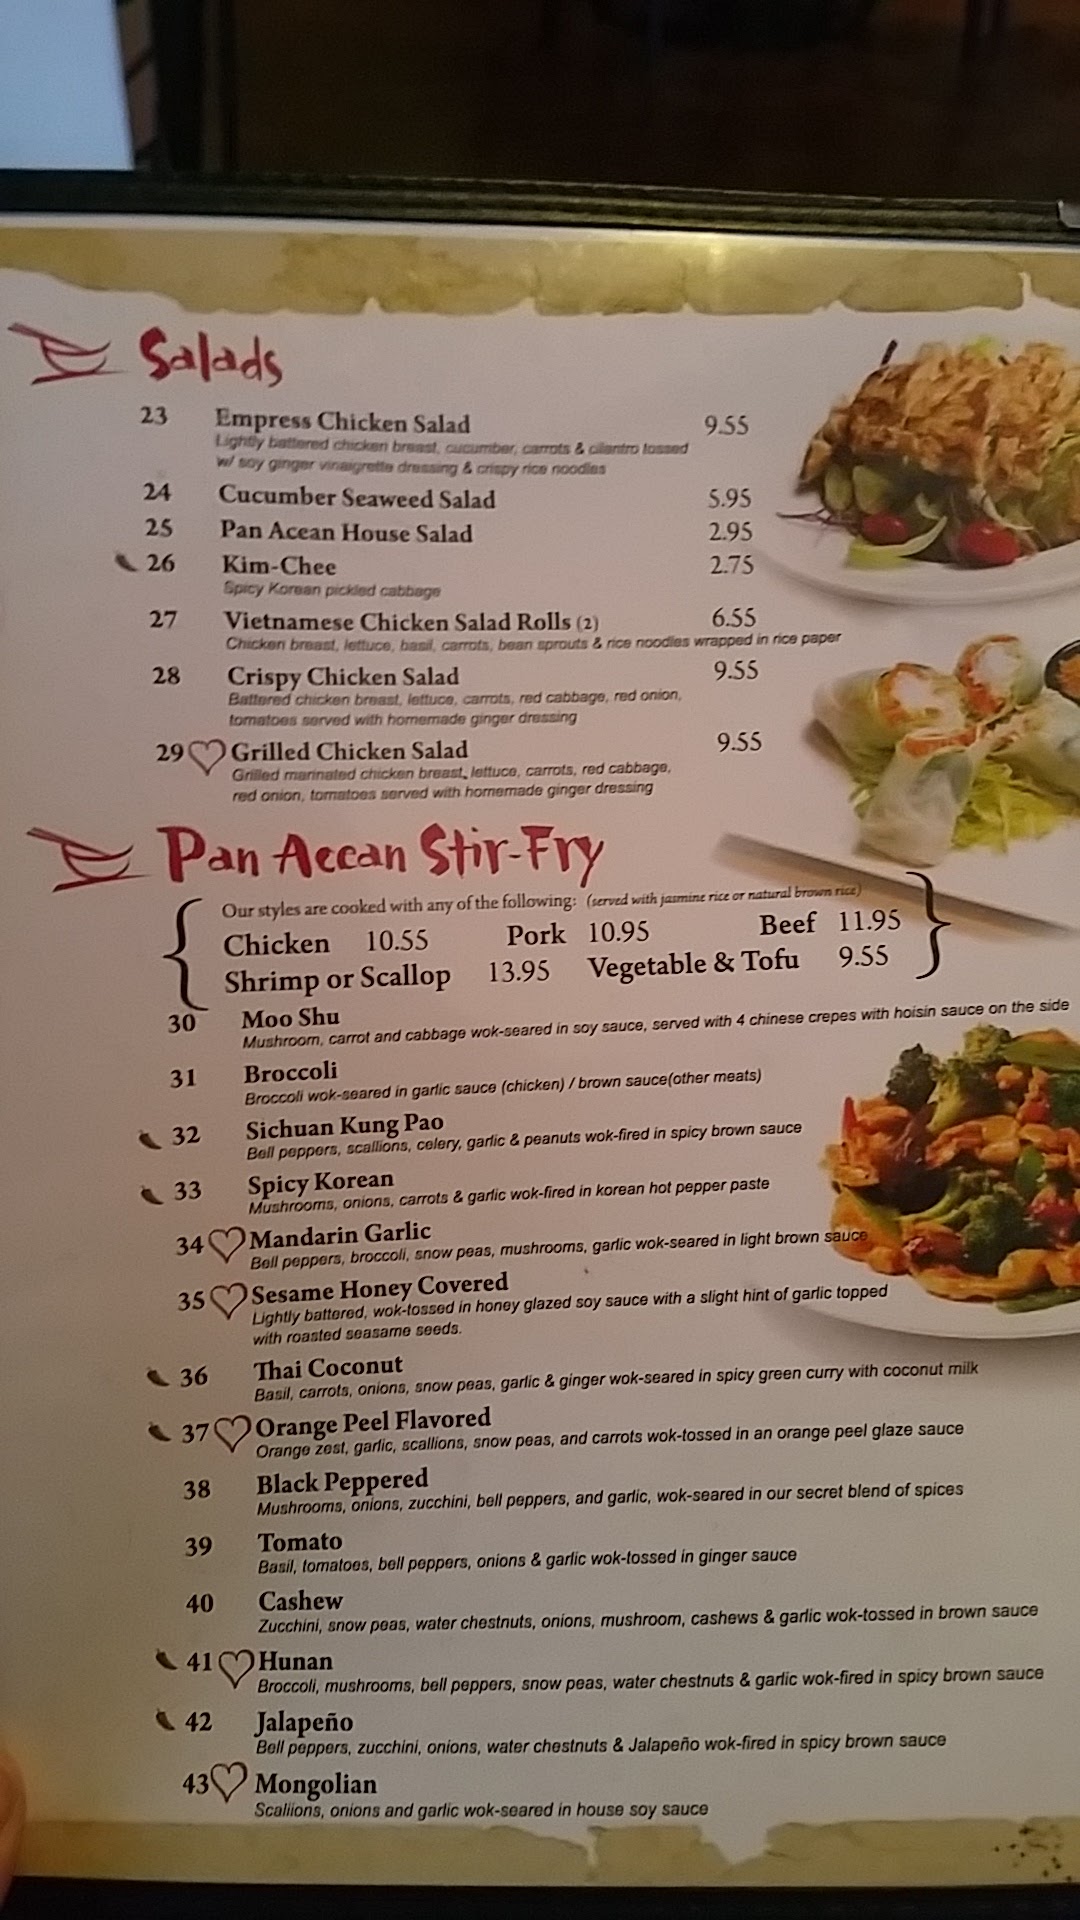 Salads
23 Empress Chicken Salad 9.55
Lightly battered chicken breast, cucumber, carrots & cilantro tossed
w/ soy ginger vinaigrette dressing & crispy rice noodles
24 Cucumber Seaweed Salad 5.95
25 Pan Acean House Salad 2.95
26 Kim-Chee 2.75
Spicy Korean pickled cabbage
27 Vietnamese Chicken Salad Rolls (2) 6.55
Chicken breast, lettuce, basil, carrots, bean sprouts & rice noodles wrapped in rice paper
28 Crispy Chicken Salad 9.55
Battered chicken breast, lettuce, carrots, red cabbage, red onion,
tomatoes served with homemade ginger dressing
29 Grilled Chicken Salad 9.55
Grilled marinated chicken breast, lettuce, carrots, red cabbage,
red onion, tomatoes served with homemade ginger dressing
Pan Aecan Stir-Fry
Our styles are cooked with any of the following: (served with jasmine rice or natural brown rice)
Chicken 10.55 Pork 10.95 Beef 11.95
Shrimp or Scallop 13.95 Vegetable & Tofu 9.55
30 Moo Shu
Mushroom, carrot and cabbage wok-seared in soy sauce, served with 4 chinese crepes with hoisin sauce on the side
31 Broccoli
Broccoli wok-seared in garlic sauce (chicken) / brown sauce(other meats)
32 Sichuan Kung Pao
Bell peppers, scallions, celery, garlic & peanuts wok-fired in spicy brown sauce
33 Spicy Korean
Mushrooms, onions, carrots & garlic wok-fired in korean hot pepper paste
34 Mandarin Garlic
Bell peppers, broccoli, snow peas, mushrooms, garlic wok-seared in light brown sauce
35 Sesame Honey Covered
Lightly battered, wok-tossed in honey glazed soy sauce with a slight hint of garlic topped
with roasted seasame seeds.
36 Thai Coconut
Basil, carrots, onions, snow peas, garlic & ginger wok-seared in spicy green curry with coconut milk
37 Orange Peel Flavored
Orange zest, garlic, scallions, snow peas, and carrots wok-tossed in an orange peel glaze sauce
38 Black Peppered
Mushrooms, onions, zucchini, bell peppers, and garlic, wok-seared in our secret blend of spices
39 Tomato
Basil, tomatoes, bell peppers, onions & garlic wok-tossed in ginger sauce
40 Cashew
Zucchini, snow peas, water chestnuts, onions, mushroom, cashews & garlic wok-tossed in brown sauce
41 Hunan
Broccoli, mushrooms, bell peppers, snow peas, water chestnuts & garlic wok-fired in spicy brown sauce
42 Jalapeño
Bell peppers, zucchini, onions, water chestnuts & Jalapeño wok-fired in spicy brown sauce
43 Mongolian
Scallions, onions and garlic wok-seared in house soy sauce